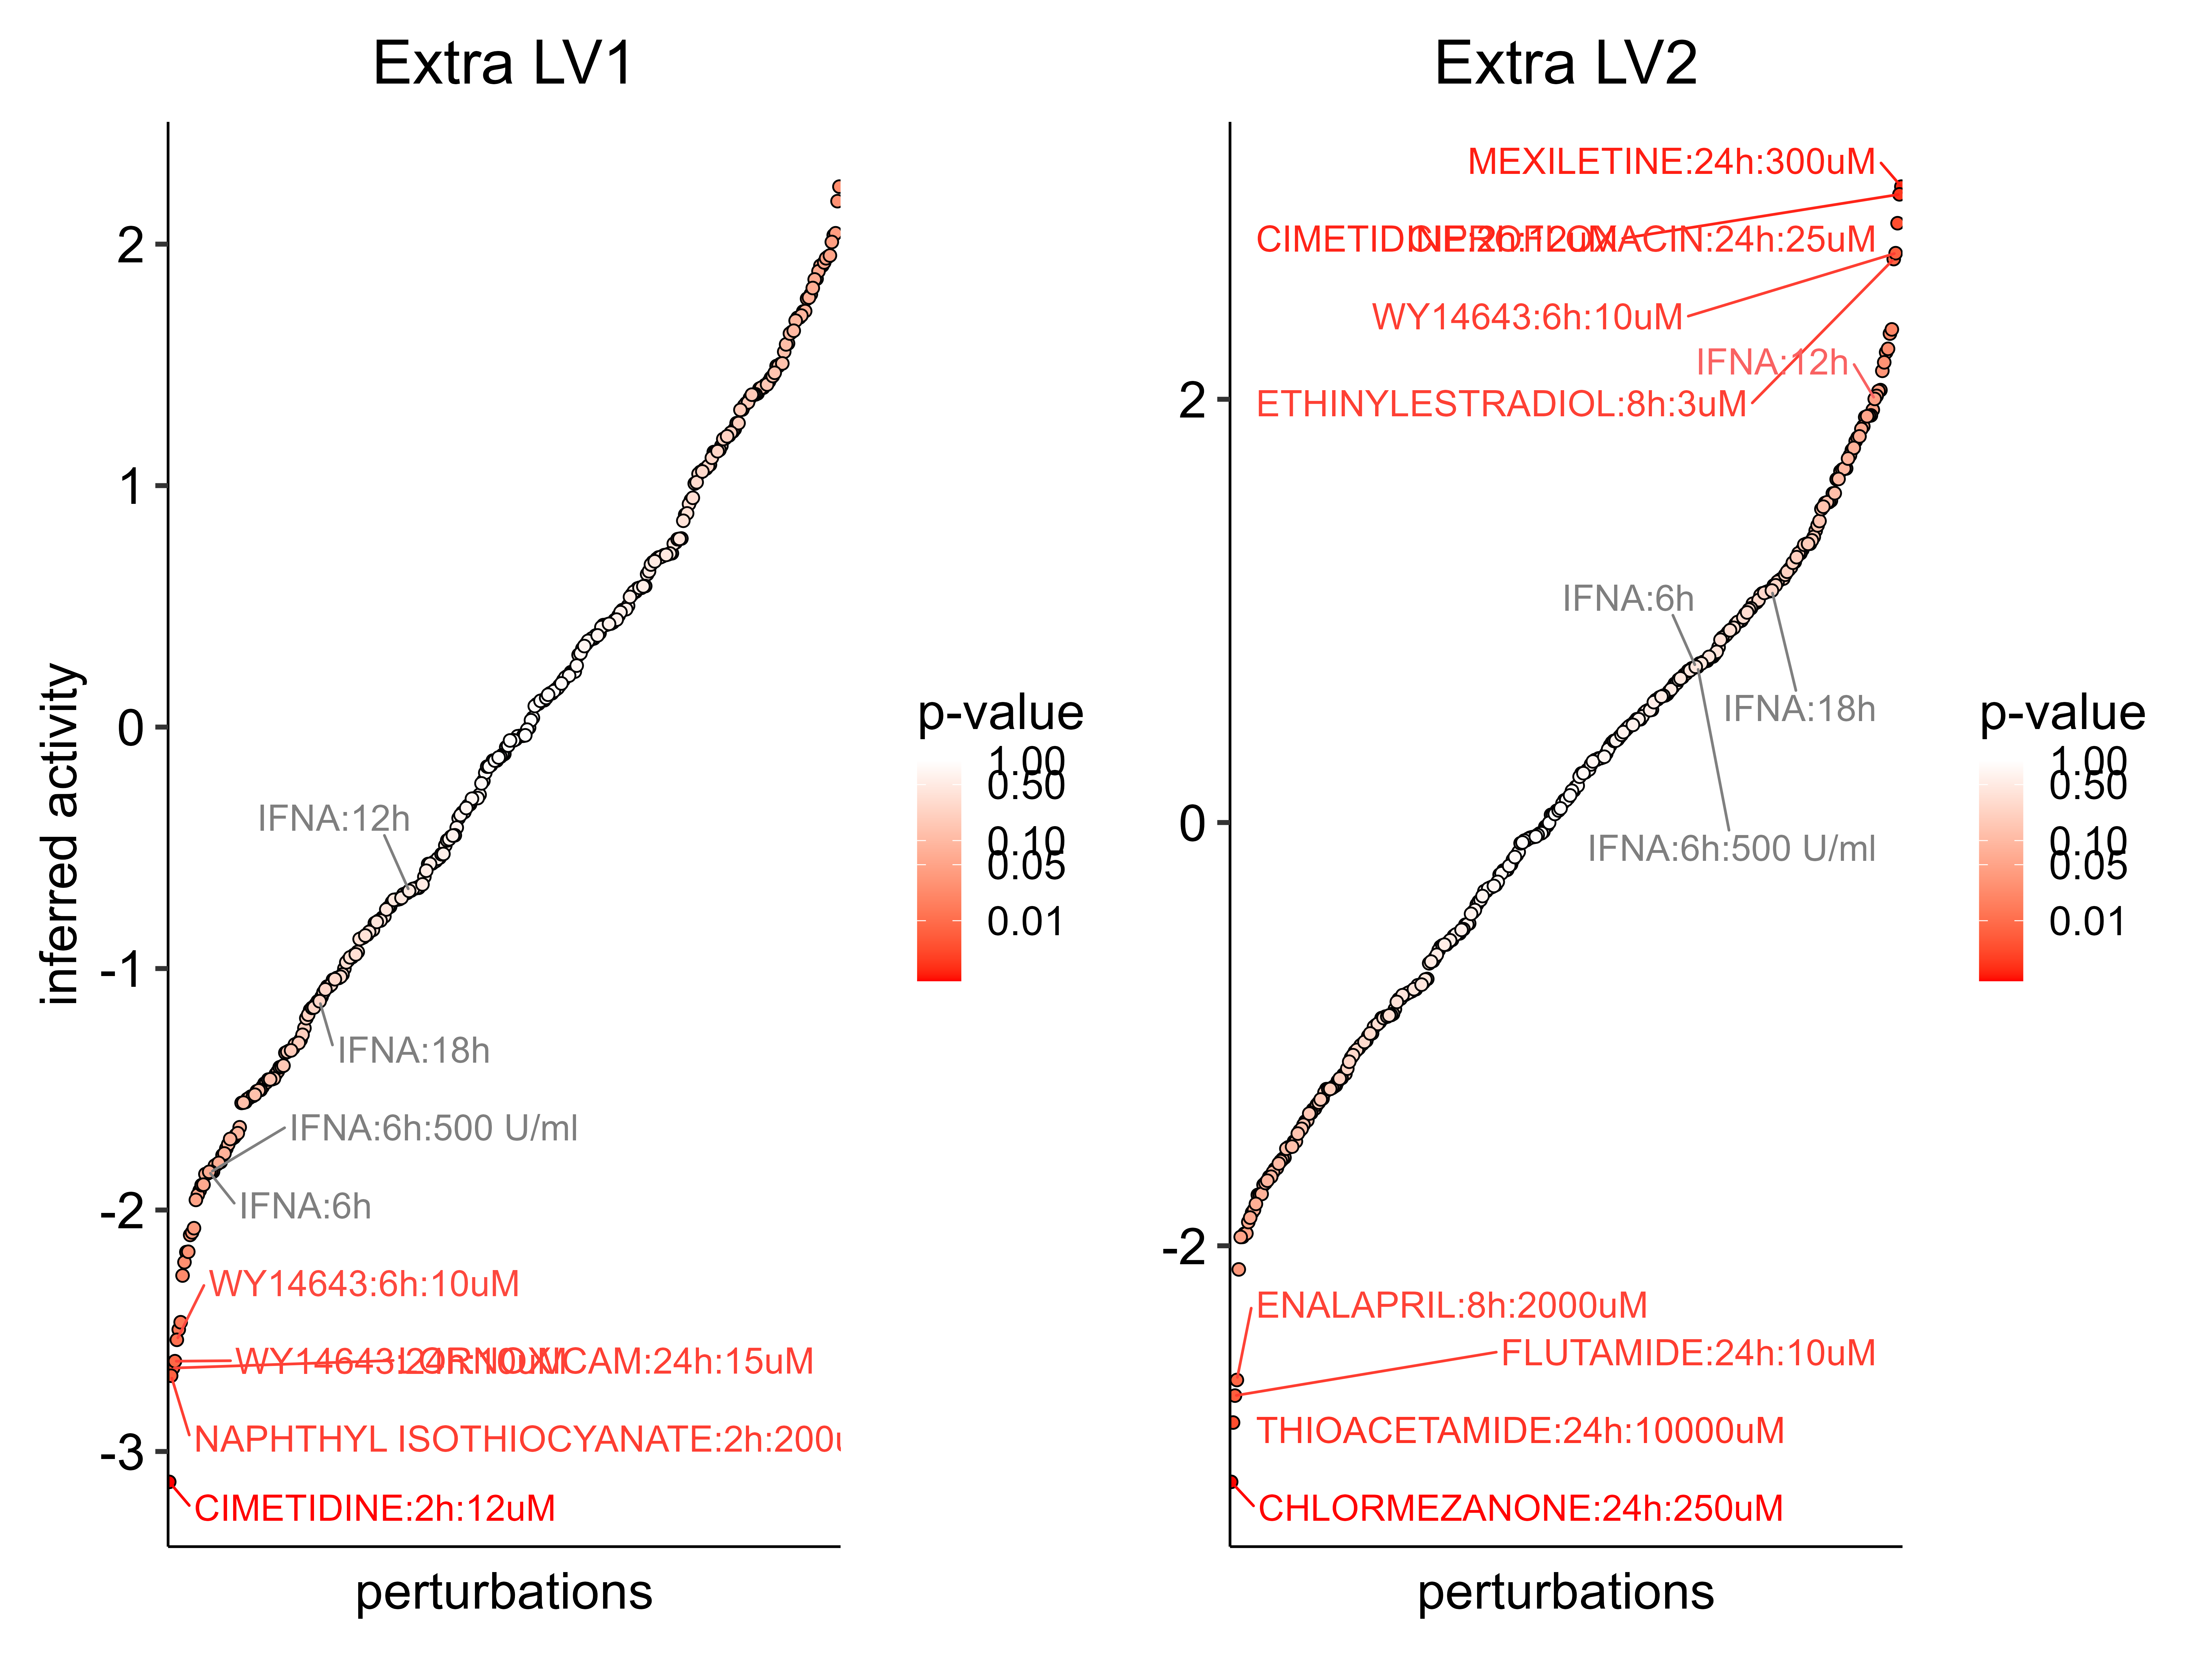 Extra LV1
inferred activity
2
1
0
-1
-2
-3
IFNA:12h
IFNA:18h
IFNA:6h:500 U/ml
IFNA:6h
WY14643:6h:10uM
WY14643:24h:10uM
LORNOXICAM:24h:15uM
NAPHTHYL ISOTHIOCYANATE:2h:200u
CIMETIDINE:2h:12uM
perturbations
p-value
1.00
0.50
0.10
0.05
0.01
Extra LV2
2
0
-2
MEXILETINE:24h:300uM
CIMETIDINE:2h:12uM
CIPROFLOXACIN:24h:25uM
WY14643:6h:10uM
IFNA:12h
ETHINYLESTRADIOL:8h:3uM
IFNA:6h
IFNA:18h
IFNA:6h:500 U/ml
ENALAPRIL:8h:2000uM
FLUTAMIDE:24h:10uM
THIOACETAMIDE:24h:10000uM
CHLORMEZANONE:24h:250uM
perturbations
p-value
1.00
0.50
0.10
0.05
0.01